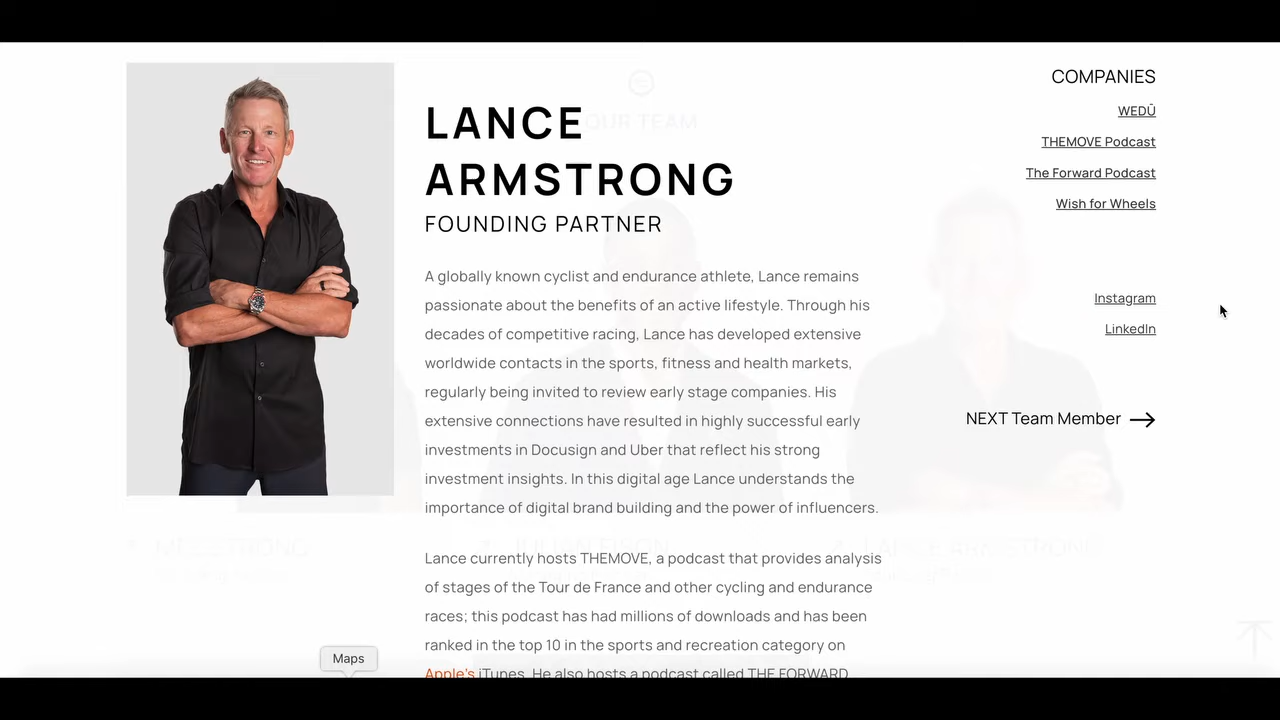 LANCE
ARMSTRONG
FOUNDING PARTNER
A globally known cyclist and endurance athlete, Lance remains
passionate about the benefits of an active lifestyle. Through his
decades of competitive racing, Lance has developed extensive
worldwide contacts in the sports, fitness and health markets,
regularly being invited to review early stage companies. His
extensive connections have resulted in highly successful early
investments in Docusign and Uber that reflect his strong
investment insights. In this digital age Lance understands the
importance of digital brand building and the power of influencers.
Lance currently hosts THEMOVE, a podcast that provides analysis
of stages of the Tour de France and other cycling and endurance
races; this podcast has had millions of downloads and has been
ranked in the top 10 in the sports and recreation category on
Apple's iTunes. He also hosts a podcast called THE FORWARD
COMPANIES
WEDŪ
THEMOVE Podcast
The Forward Podcast
Wish for Wheels
Instagram
LinkedIn
NEXT Team Member
OUR TEAM
LANCE ARMSTRONG
Maps